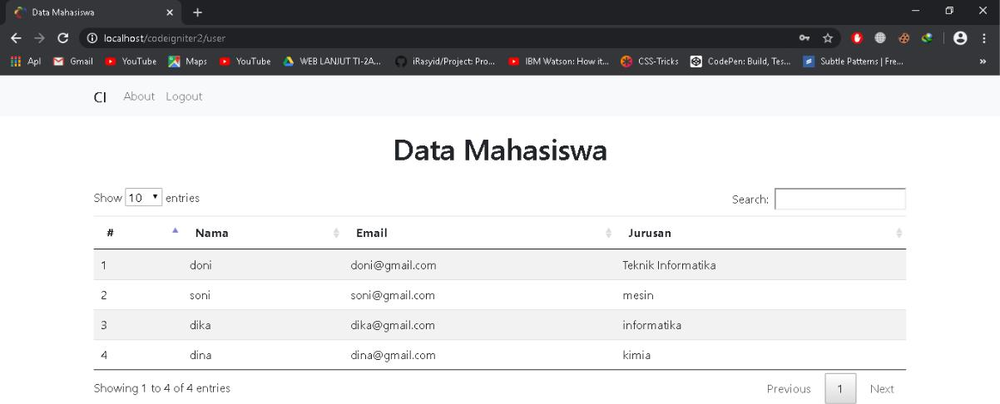 Data Mahasiswa
localhost/codeigniter2/user
Apl Gmail YouTube Maps YouTube WEB LANJUT TI-2A... iRasyid/Project: Pro... IBM Watson: How it... CSS-Tricks CodePen: Build, Tes... Subtle Patterns | Fre... »
CI About Logout
Data Mahasiswa
Show 10 entries Search:
# Nama Email Jurusan
1 doni doni@gmail.com Teknik Informatika
2 soni soni@gmail.com mesin
3 dika dika@gmail.com informatika
4 dina dina@gmail.com kimia
Showing 1 to 4 of 4 entries Previous 1 Next